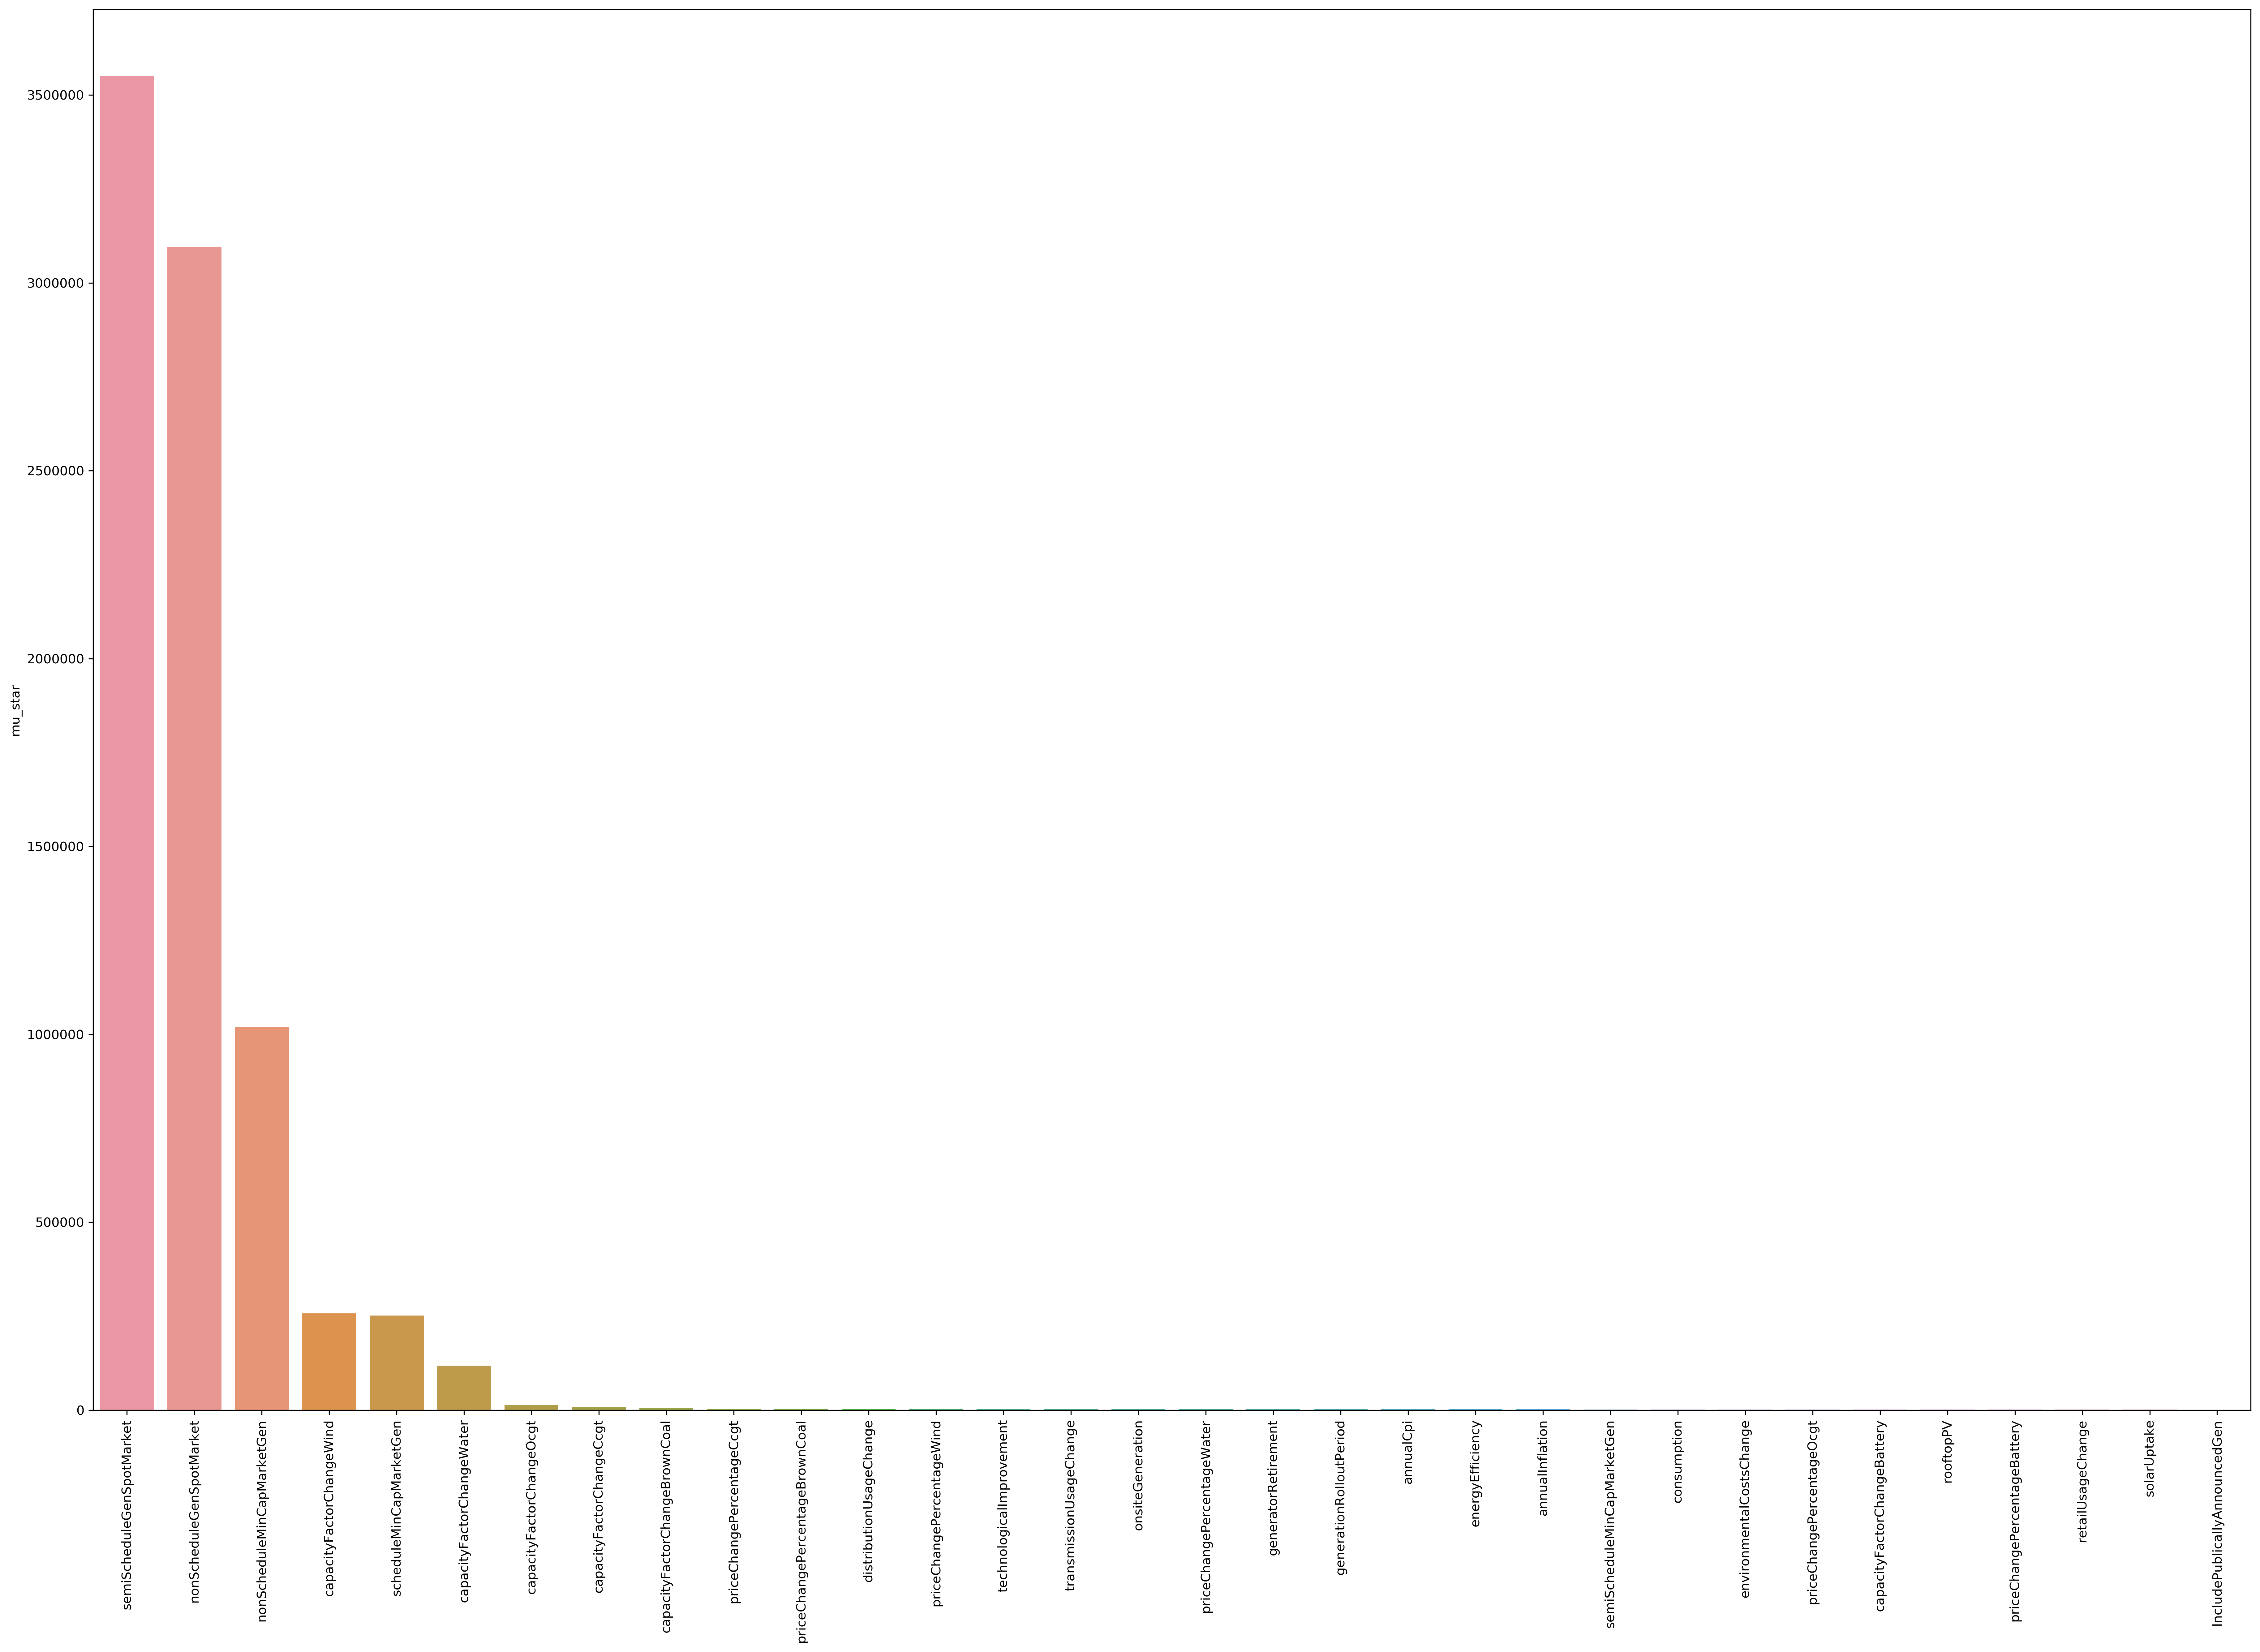 mu_star
3500000
3000000
2500000
2000000
1500000
1000000
500000
0
semiScheduleGenSpotMarket
nonScheduleGenSpotMarket
nonScheduleMinCapMarketGen
capacityFactorChangeWind
scheduleMinCapMarketGen
capacityFactorChangeWater
capacityFactorChangeOcgt
capacityFactorChangeCcgt
capacityFactorChangeBrownCoal
priceChangePercentageCcgt
priceChangePercentageBrownCoal
distributionUsageChange
priceChangePercentageWind
technologicalImprovement
transmissionUsageChange
onsiteGeneration
priceChangePercentageWater
generatorRetirement
generationRolloutPeriod
annualCpi
energyEfficiency
annualInflation
semiScheduleMinCapMarketGen
consumption
environmentalCostsChange
priceChangePercentageOcgt
capacityFactorChangeBattery
rooftopPV
priceChangePercentageBattery
retailUsageChange
solarUptake
IncludePublicallyAnnouncedGen